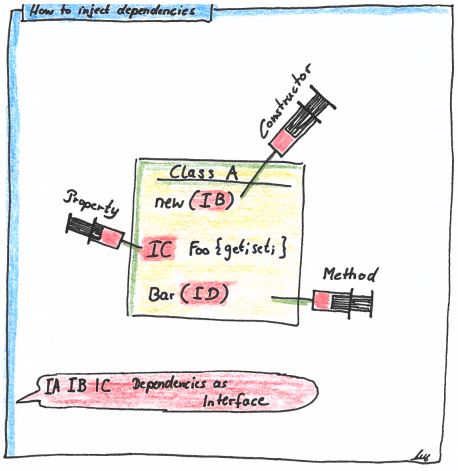 How to inject dependencies
Constructor
Class A
new (IB)
Property
IC Foo {get;set;}
Method
Bar (ID)
IA IB IC Dependencies as
Interface